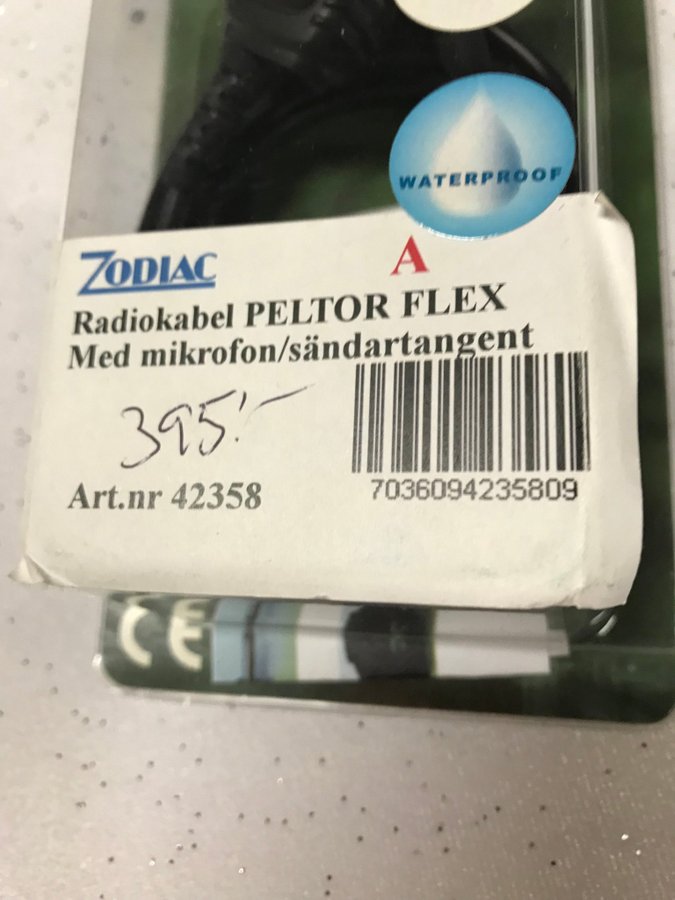 WATERPROOF
ZODIAC
A
Radiokabel PELTOR FLEX
Med mikrofon/sändartangent
395:-
Art.nr 42358
7036094235809
CE